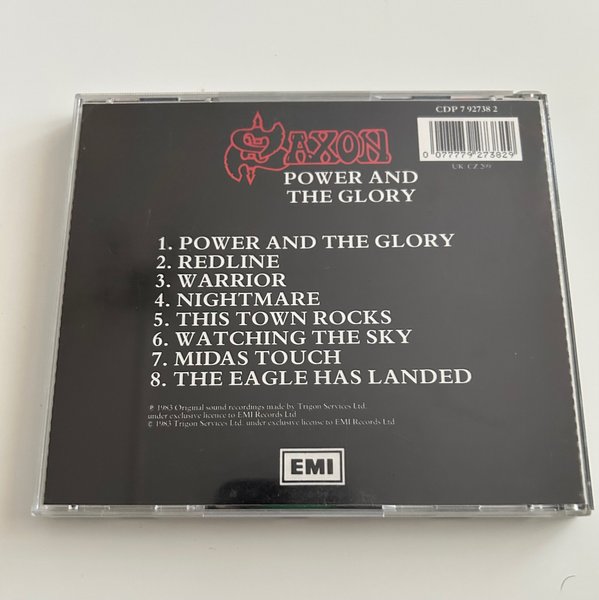 CDP 7 92738 2
SAXON
0 077779 273829
POWER AND
THE GLORY
1. POWER AND THE GLORY
2. REDLINE
3. WARRIOR
4. NIGHTMARE
5. THIS TOWN ROCKS
6. WATCHING THE SKY
7. MIDAS TOUCH
8. THE EAGLE HAS LANDED
℗ 1983 Original sound recordings made by Trigon Services Ltd.
under exclusive licence to EMI Records Ltd
© 1983 Trigon Services Ltd. under exclusive license to EMI Records Ltd
EMI